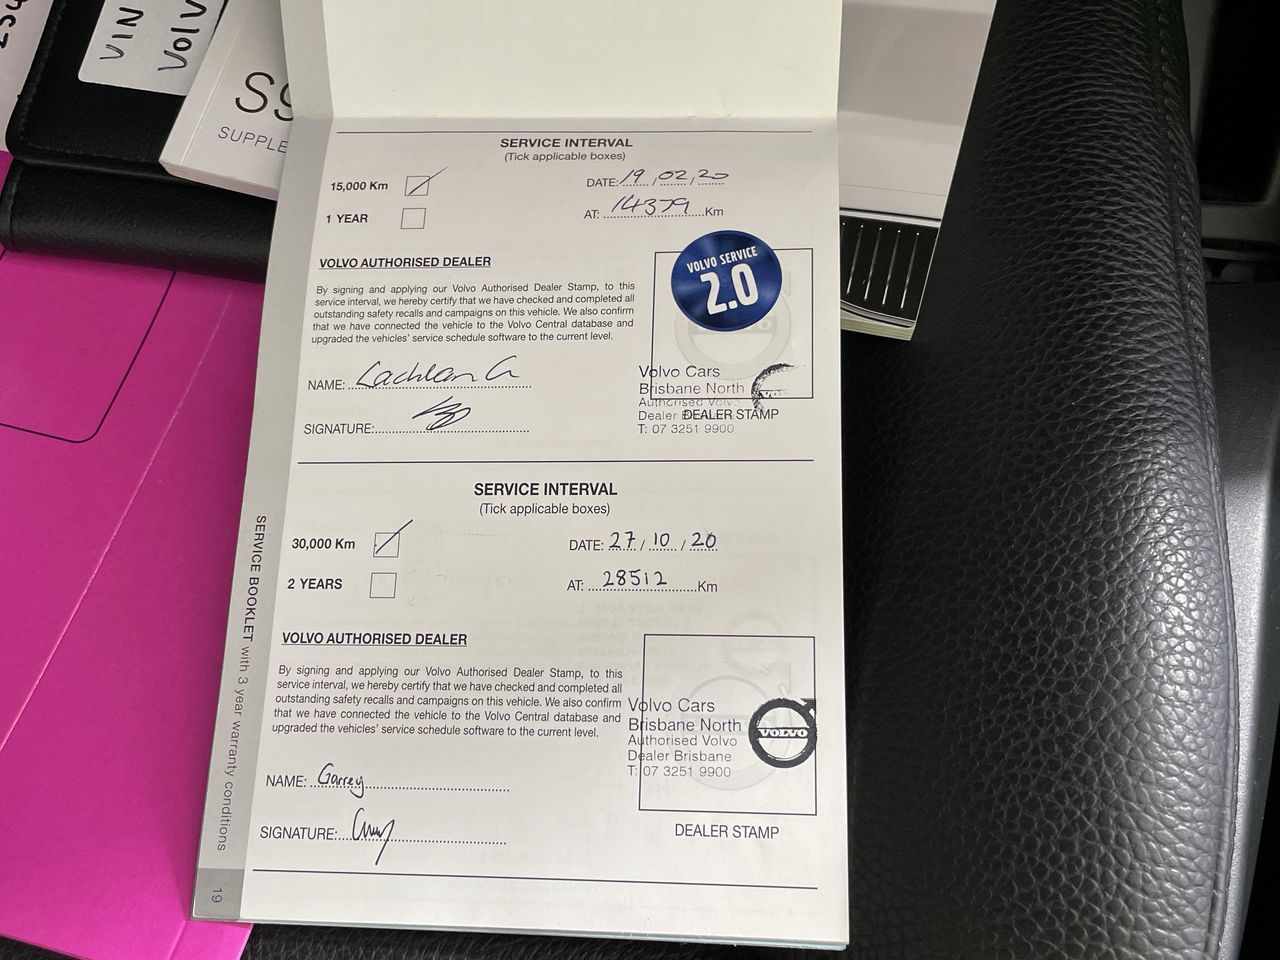 VIN
VOLV
S9
SUPPLE
SERVICE INTERVAL
(Tick applicable boxes)
15,000 Km
DATE: 19/02/20
1 YEAR
AT: 14379 Km
VOLVO AUTHORISED DEALER
By signing and applying our Volvo Authorised Dealer Stamp, to this
service interval, we hereby certify that we have checked and completed all
outstanding safety recalls and campaigns on this vehicle. We also confirm
that we have connected the vehicle to the Volvo Central database and
upgraded the vehicles' service schedule software to the current level.
VOLVO SERVICE
2.0
NAME: Lachlan G
SIGNATURE:
Volvo Cars
Brisbane North
Authorised Volvo
Dealer
DEALER STAMP
T: 07 3251 9900
SERVICE INTERVAL
(Tick applicable boxes)
30,000 Km
DATE: 27/10/20
2 YEARS
AT: 28512 Km
VOLVO AUTHORISED DEALER
By signing and applying our Volvo Authorised Dealer Stamp, to this
service interval, we hereby certify that we have checked and completed all
outstanding safety recalls and campaigns on this vehicle. We also confirm
that we have connected the vehicle to the Volvo Central database and
upgraded the vehicles' service schedule software to the current level.
Volvo Cars
Brisbane North
Authorised Volvo
Dealer Brisbane
T: 07 3251 9900
VOLVO
NAME:
SIGNATURE:
DEALER STAMP
SERVICE BOOKLET with 3 year warranty conditions
19